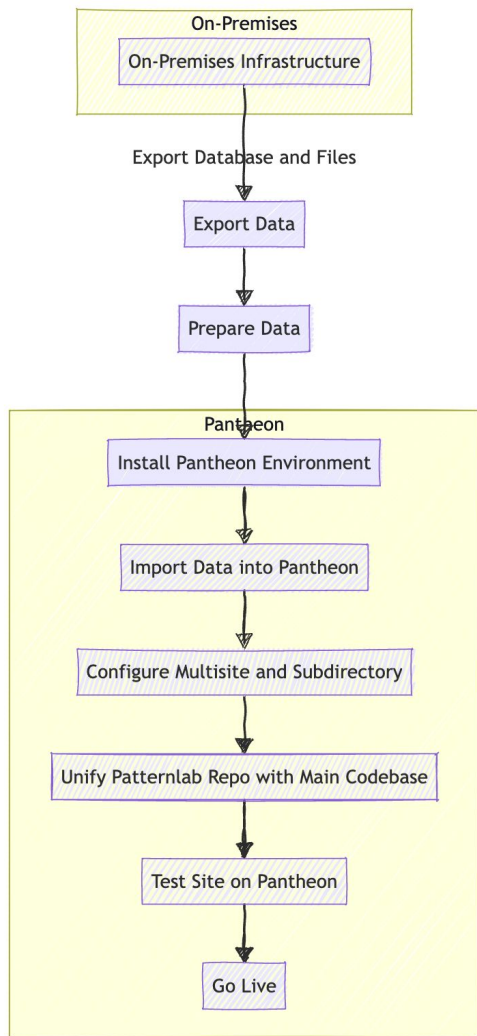 On-Premises
On-Premises Infrastructure
Export Database and Files
Export Data
Prepare Data
Pantheon
Install Pantheon Environment
Import Data into Pantheon
Configure Multisite and Subdirectory
Unify Patternlab Repo with Main Codebase
Test Site on Pantheon
Go Live